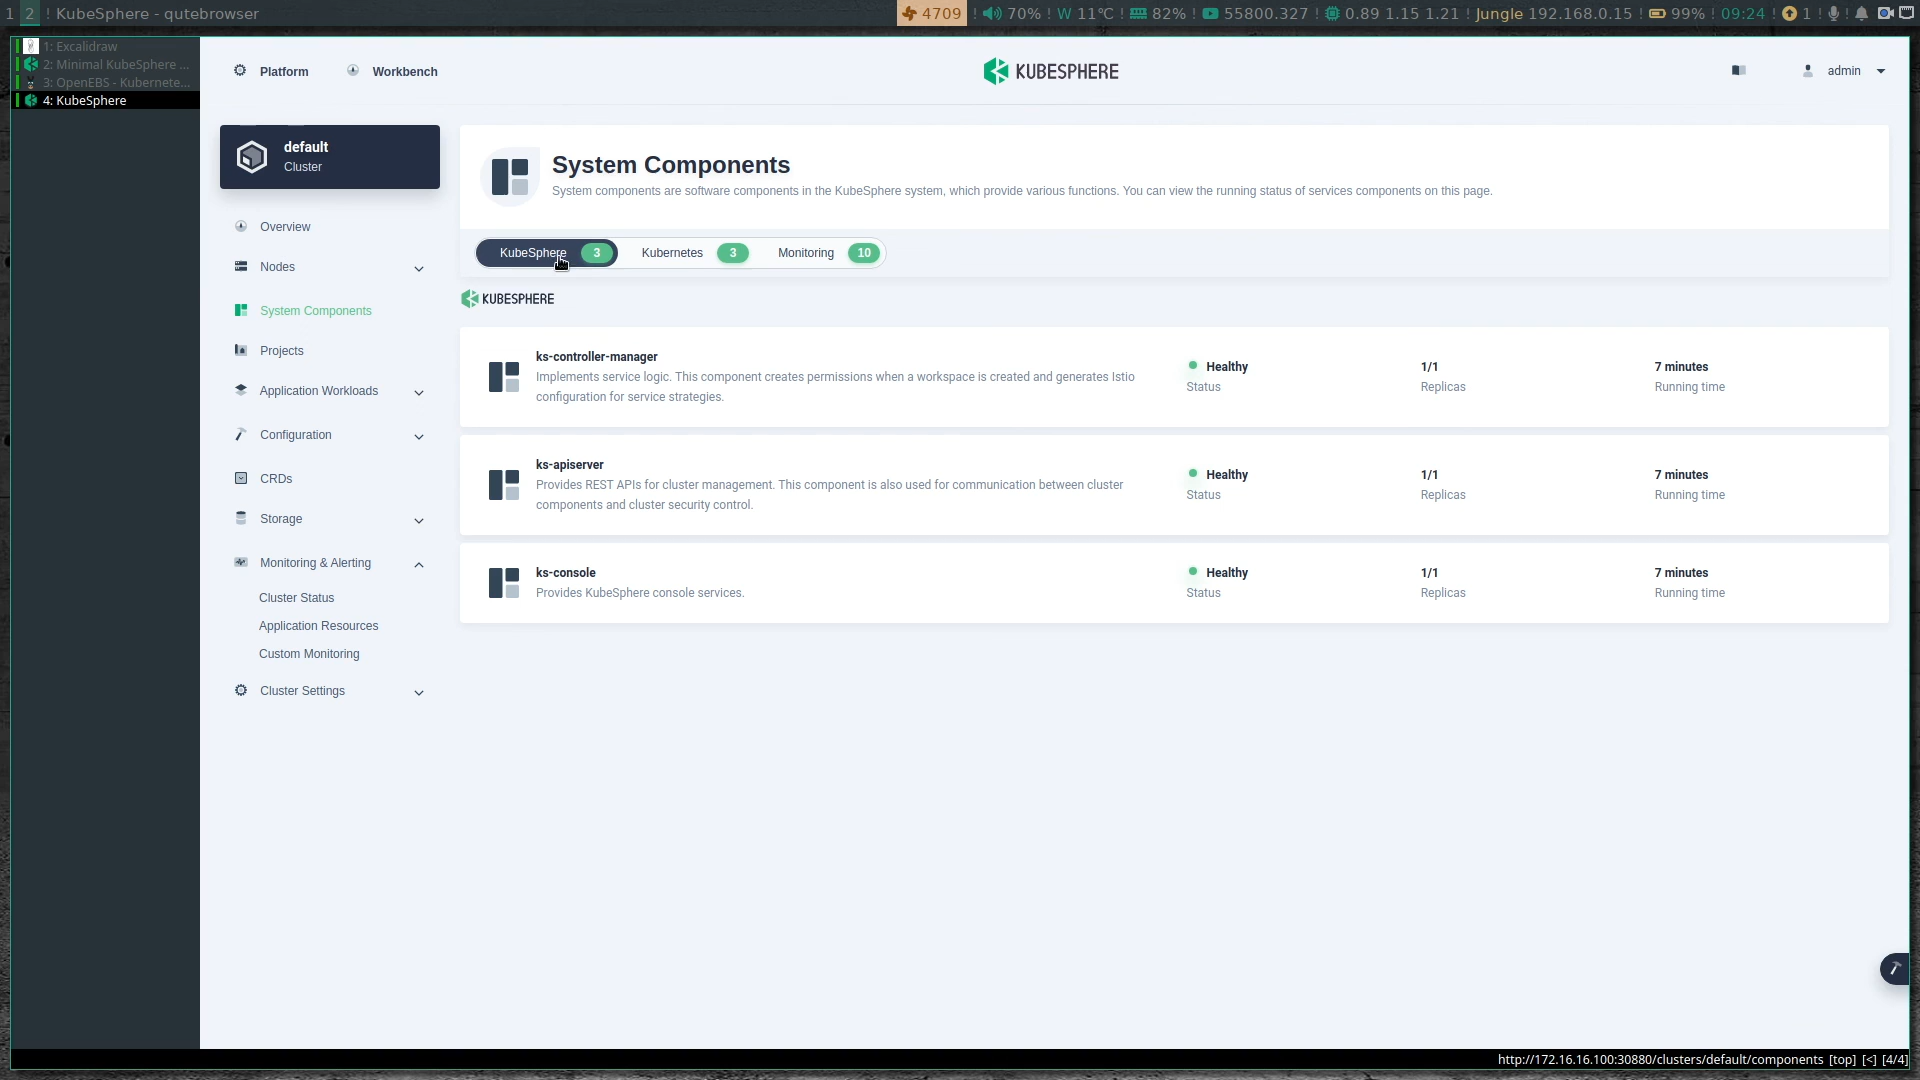 1 2 ! KubeSphere - qutebrowser
4709 ! 70% ! W 11℃ ! 82% ! 55800.327 ! 0.89 1.15 1.21 ! Jungle 192.168.0.15 ! 99% ! 09:24 ! 1 ! !
1: Excalidraw
2: Minimal KubeSphere ...
3: OpenEBS - Kubernete...
4: KubeSphere
Platform
Workbench
KUBESPHERE
admin
default
Cluster
Overview
Nodes
System Components
Projects
Application Workloads
Configuration
CRDs
Storage
Monitoring & Alerting
Cluster Status
Application Resources
Custom Monitoring
Cluster Settings
System Components
System components are software components in the KubeSphere system, which provide various functions. You can view the running status of services components on this page.
KubeSphere 3
Kubernetes 3
Monitoring 10
KUBESPHERE
ks-controller-manager
Implements service logic. This component creates permissions when a workspace is created and generates Istio
configuration for service strategies.
Healthy
Status
1/1
Replicas
7 minutes
Running time
ks-apiserver
Provides REST APIs for cluster management. This component is also used for communication between cluster
components and cluster security control.
Healthy
Status
1/1
Replicas
7 minutes
Running time
ks-console
Provides KubeSphere console services.
Healthy
Status
1/1
Replicas
7 minutes
Running time
http://172.16.16.100:30880/clusters/default/components [top] [<] [4/4]